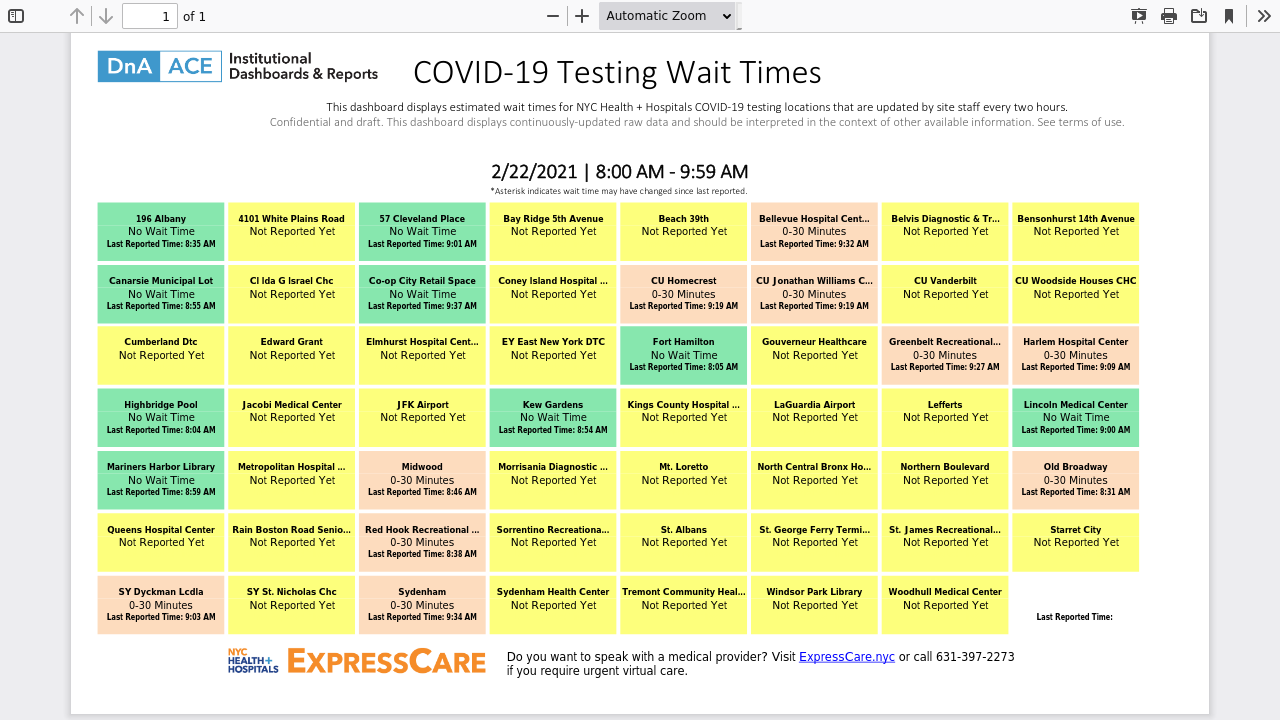 1 of 1 Automatic Zoom
DnA ACE Institutional
Dashboards & Reports
COVID-19 Testing Wait Times
This dashboard displays estimated wait times for NYC Health + Hospitals COVID-19 testing locations that are updated by site staff every two hours.
Confidential and draft. This dashboard displays continuously-updated raw data and should be interpreted in the context of other available information. See terms of use.
2/22/2021 | 8:00 AM - 9:59 AM
*Asterisk indicates wait time may have changed since last reported.
196 Albany 4101 White Plains Road 57 Cleveland Place Bay Ridge 5th Avenue Beach 39th Bellevue Hospital Cent... Belvis Diagnostic & Tr... Bensonhurst 14th Avenue
No Wait Time Not Reported Yet No Wait Time Not Reported Yet Not Reported Yet 0-30 Minutes Not Reported Yet Not Reported Yet
Last Reported Time: 8:35 AM Last Reported Time: 9:01 AM Last Reported Time: 9:32 AM
Canarsie Municipal Lot Cl Ida G Israel Chc Co-op City Retail Space Coney Island Hospital ... CU Homecrest CU Jonathan Williams C... CU Vanderbilt CU Woodside Houses CHC
No Wait Time Not Reported Yet No Wait Time Not Reported Yet 0-30 Minutes 0-30 Minutes Not Reported Yet Not Reported Yet
Last Reported Time: 8:55 AM Last Reported Time: 9:37 AM Last Reported Time: 9:19 AM Last Reported Time: 9:19 AM
Cumberland Dtc Edward Grant Elmhurst Hospital Cent... EY East New York DTC Fort Hamilton Gouverneur Healthcare Greenbelt Recreational... Harlem Hospital Center
Not Reported Yet Not Reported Yet Not Reported Yet Not Reported Yet No Wait Time Not Reported Yet 0-30 Minutes 0-30 Minutes
Last Reported Time: 8:05 AM Last Reported Time: 9:27 AM Last Reported Time: 9:09 AM
Highbridge Pool Jacobi Medical Center JFK Airport Kew Gardens Kings County Hospital ... LaGuardia Airport Lefferts Lincoln Medical Center
No Wait Time Not Reported Yet Not Reported Yet No Wait Time Not Reported Yet Not Reported Yet Not Reported Yet No Wait Time
Last Reported Time: 8:04 AM Last Reported Time: 8:54 AM Last Reported Time: 9:00 AM
Mariners Harbor Library Metropolitan Hospital ... Midwood Morrisania Diagnostic ... Mt. Loretto North Central Bronx Ho... Northern Boulevard Old Broadway
No Wait Time Not Reported Yet 0-30 Minutes Not Reported Yet Not Reported Yet Not Reported Yet Not Reported Yet 0-30 Minutes
Last Reported Time: 8:59 AM Last Reported Time: 8:46 AM Last Reported Time: 8:31 AM
Queens Hospital Center Rain Boston Road Senio... Red Hook Recreational ... Sorrentino Recreationa... St. Albans St. George Ferry Termi... St. James Recreational... Starret City
Not Reported Yet Not Reported Yet 0-30 Minutes Not Reported Yet Not Reported Yet Not Reported Yet Not Reported Yet Not Reported Yet
Last Reported Time: 8:38 AM
SY Dyckman Lcdla SY St. Nicholas Chc Sydenham Sydenham Health Center Tremont Community Heal... Windsor Park Library Woodhull Medical Center
0-30 Minutes Not Reported Yet 0-30 Minutes Not Reported Yet Not Reported Yet Not Reported Yet Not Reported Yet
Last Reported Time: 9:03 AM Last Reported Time: 9:34 AM Last Reported Time:
NYC
HEALTH+
HOSPITALS
EXPRESSCARE
Do you want to speak with a medical provider? Visit ExpressCare.nyc or call 631-397-2273
if you require urgent virtual care.